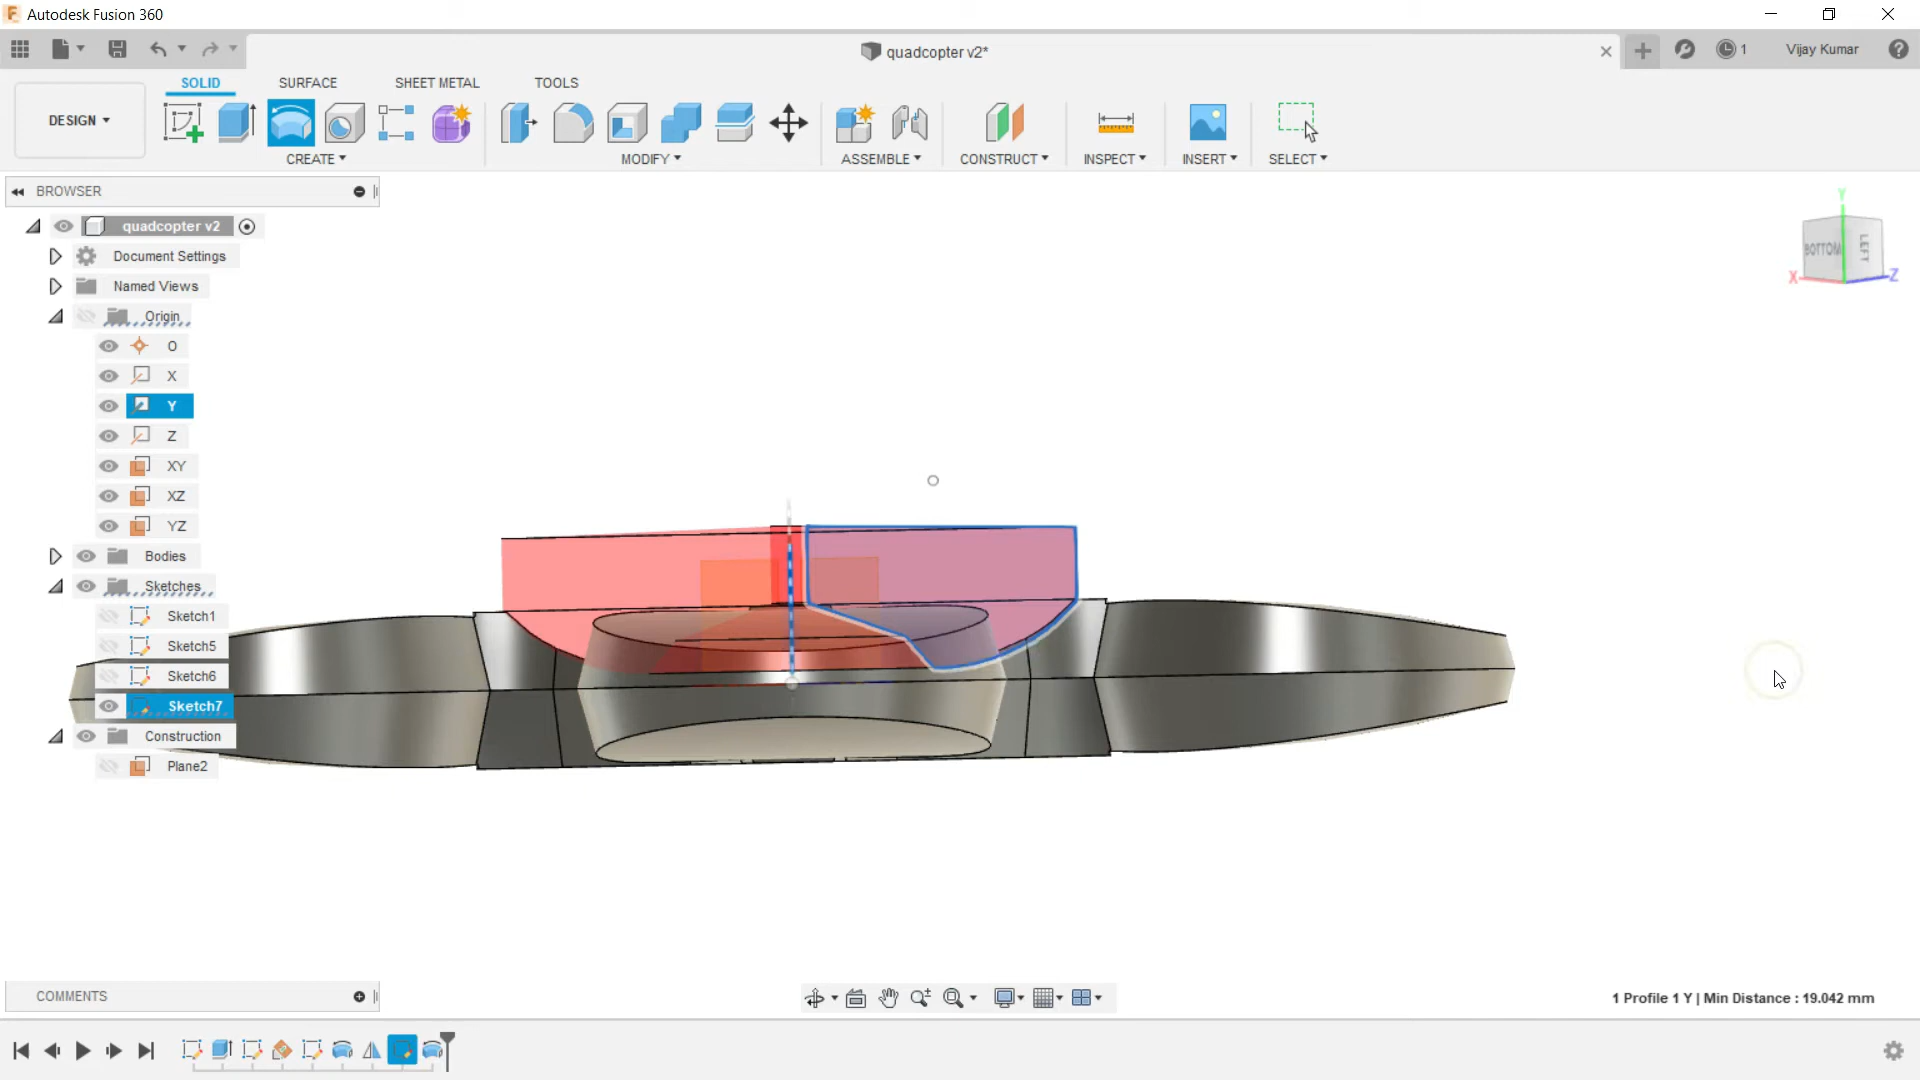 Autodesk Fusion 360
quadcopter v2*
1
Vijay Kumar
DESIGN
SOLID
SURFACE
SHEET METAL
TOOLS
CREATE
MODIFY
ASSEMBLE
CONSTRUCT
INSPECT
INSERT
SELECT
BROWSER
quadcopter v2
Document Settings
Named Views
Origin
O
X
Y
Z
XY
XZ
YZ
Bodies
Sketches
Sketch1
Sketch5
Sketch6
Sketch7
Construction
Plane2
Y
BOTTOM
LEFT
X
Z
COMMENTS
1 Profile 1 Y | Min Distance : 19.042 mm